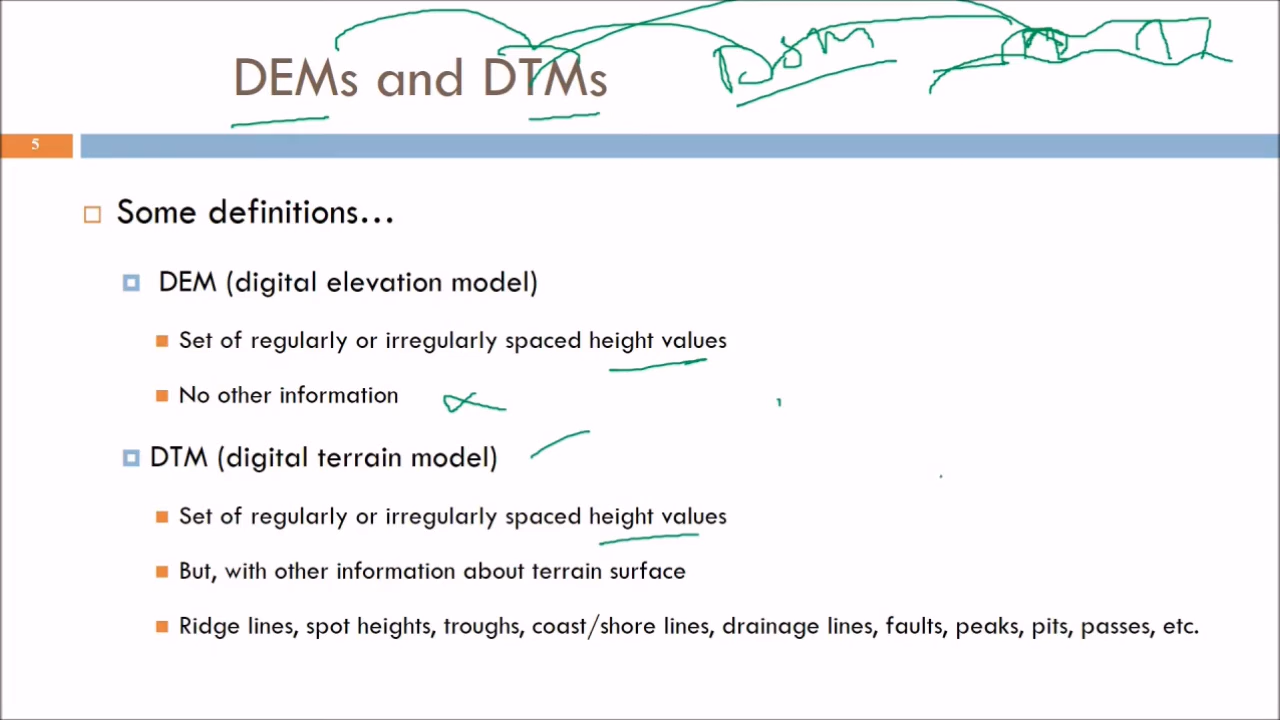 DEMs and DTMs
DSM
5
Some definitions…
DEM (digital elevation model)
Set of regularly or irregularly spaced height values
No other information
DTM (digital terrain model)
Set of regularly or irregularly spaced height values
But, with other information about terrain surface
Ridge lines, spot heights, troughs, coast/shore lines, drainage lines, faults, peaks, pits, passes, etc.